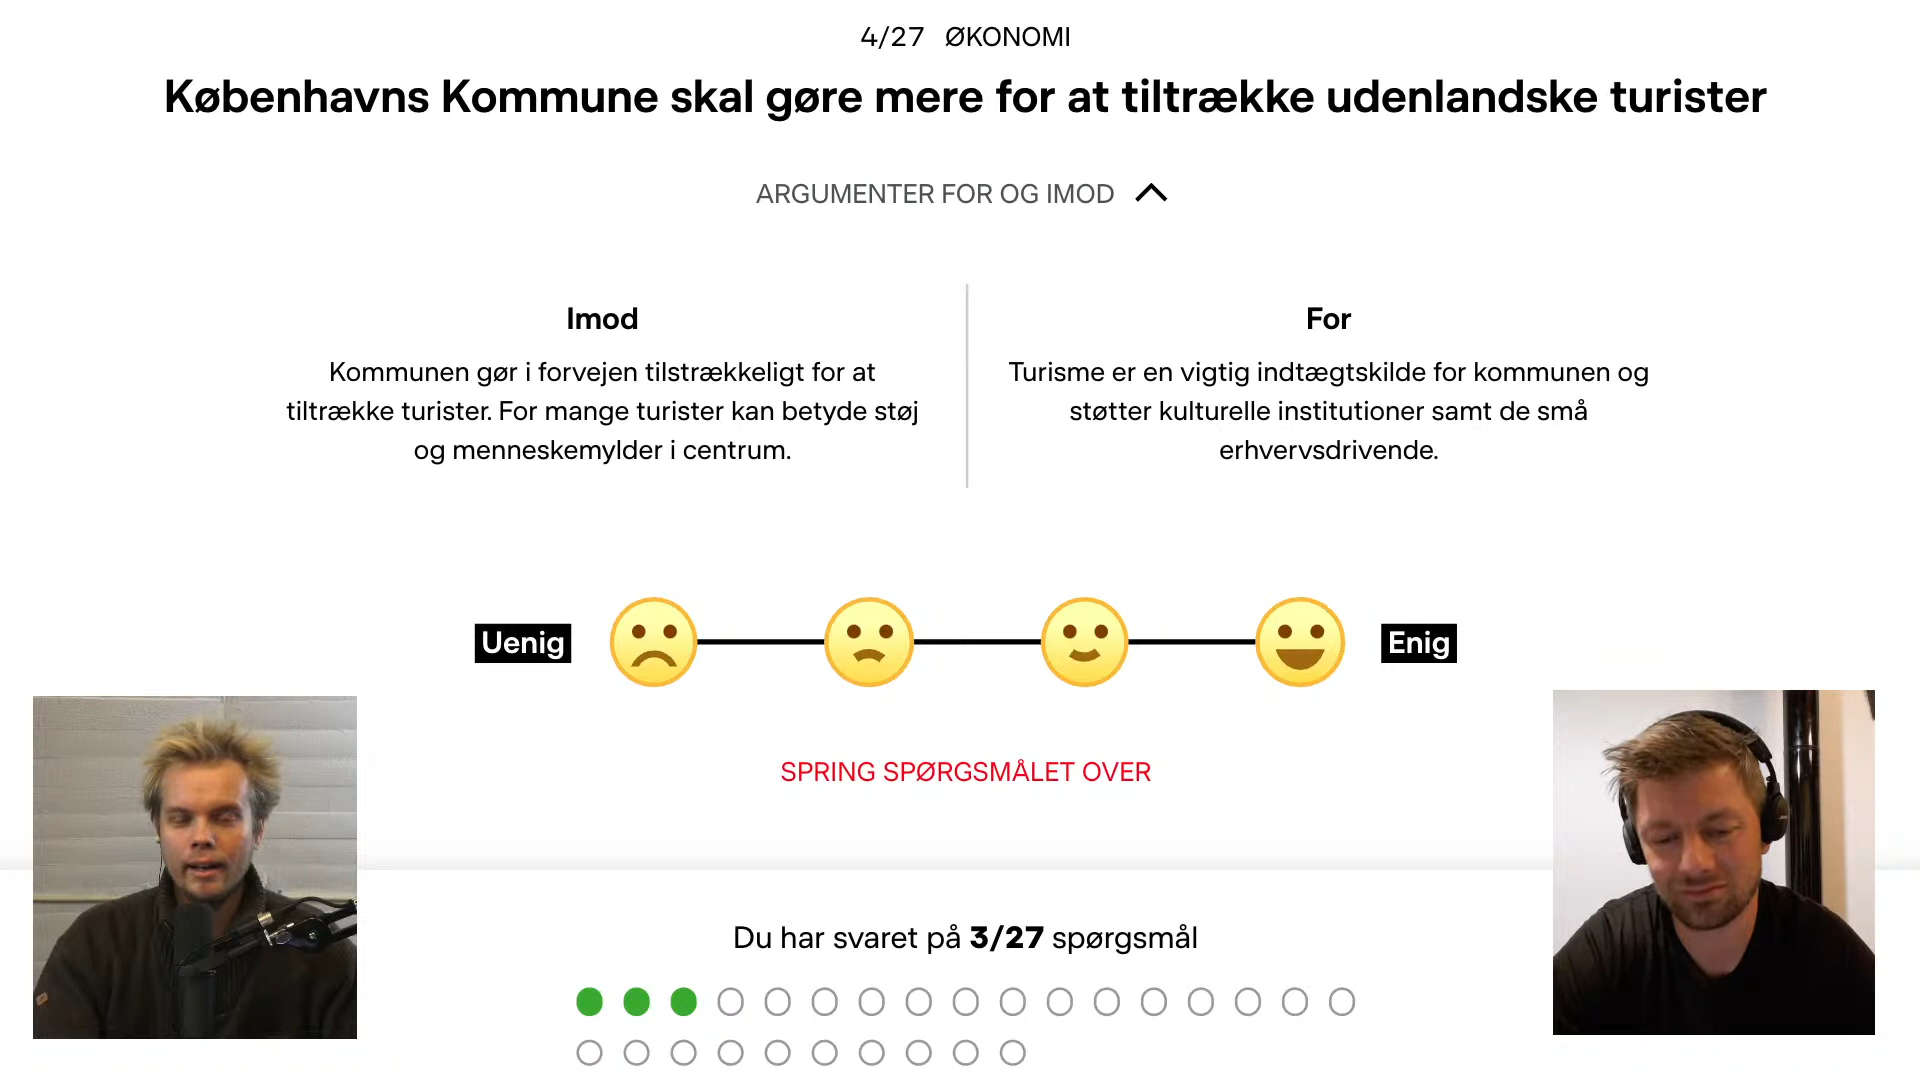 4/27 ØKONOMI
Københavns Kommune skal gøre mere for at tiltrække udenlandske turister
ARGUMENTER FOR OG IMOD
Imod
Kommunen gør i forvejen tilstrækkeligt for at
tiltrække turister. For mange turister kan betyde støj
og menneskemylder i centrum.
For
Turisme er en vigtig indtægtskilde for kommunen og
støtter kulturelle institutioner samt de små
erhvervsdrivende.
Uenig
Enig
SPRING SPØRGSMÅLET OVER
Du har svaret på 3/27 spørgsmål